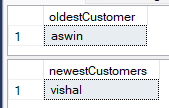 oldestCustomer
1 aswin
newestCustomers
1 vishal